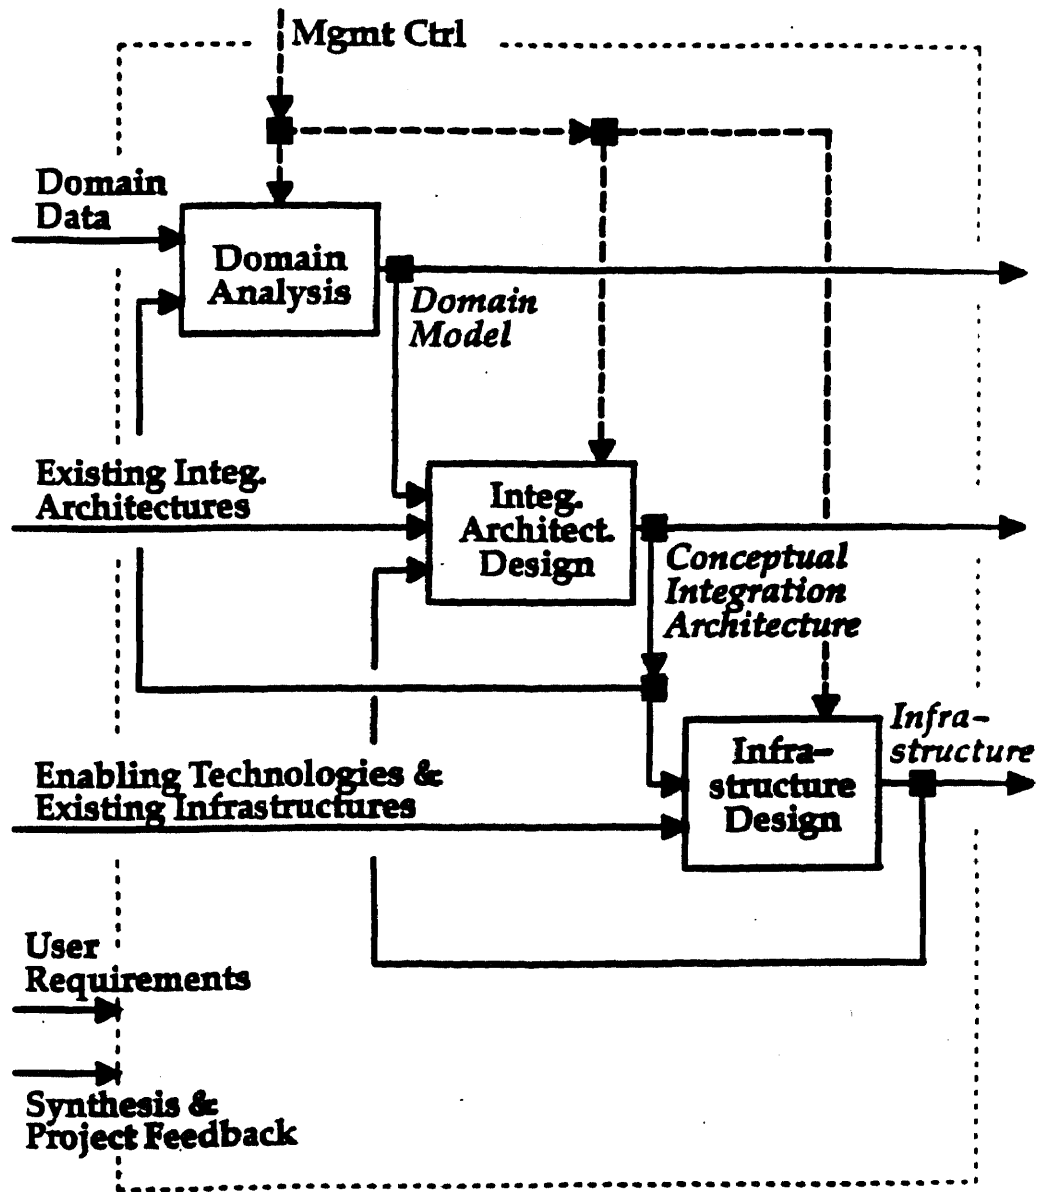 Mgmt Ctrl
Domain
Data
Domain
Analysis
Domain
Model
Existing Integ.
Architectures
Integ.
Architect.
Design
Conceptual
Integration
Architecture
Infra-
structure
Enabling Technologies &
Existing Infrastructures
Infra-
structure
Design
User
Requirements
Synthesis &
Project Feedback